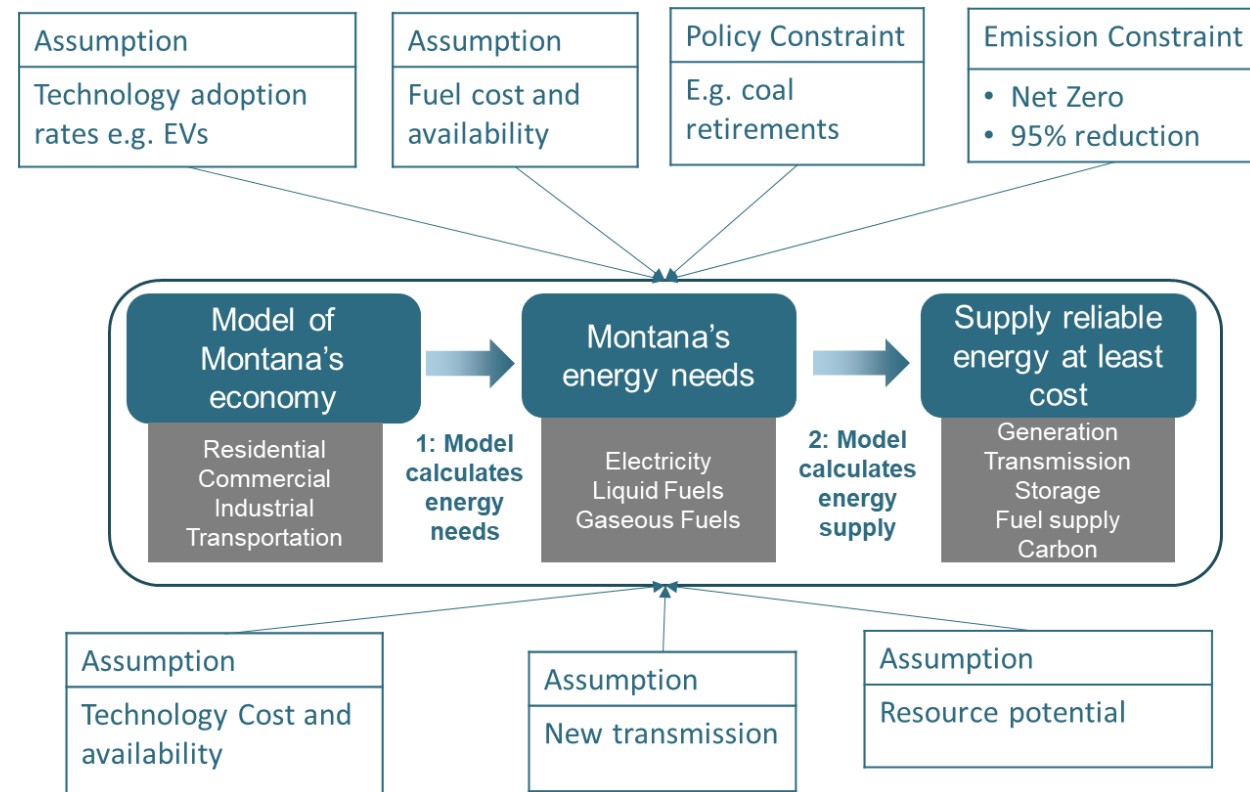 Assumption
Technology adoption
rates e.g. EVs
Assumption
Fuel cost and
availability
Policy Constraint
E.g. coal
retirements
Emission Constraint
• Net Zero
• 95% reduction
Model of
Montana's
economy
Residential
Commercial
Industrial
Transportation
1: Model
calculates
energy
needs
Montana's
energy needs
Electricity
Liquid Fuels
Gaseous Fuels
2: Model
calculates
energy
supply
Supply reliable
energy at least
cost
Generation
Transmission
Storage
Fuel supply
Carbon
Assumption
Technology Cost and
availability
Assumption
New transmission
Assumption
Resource potential